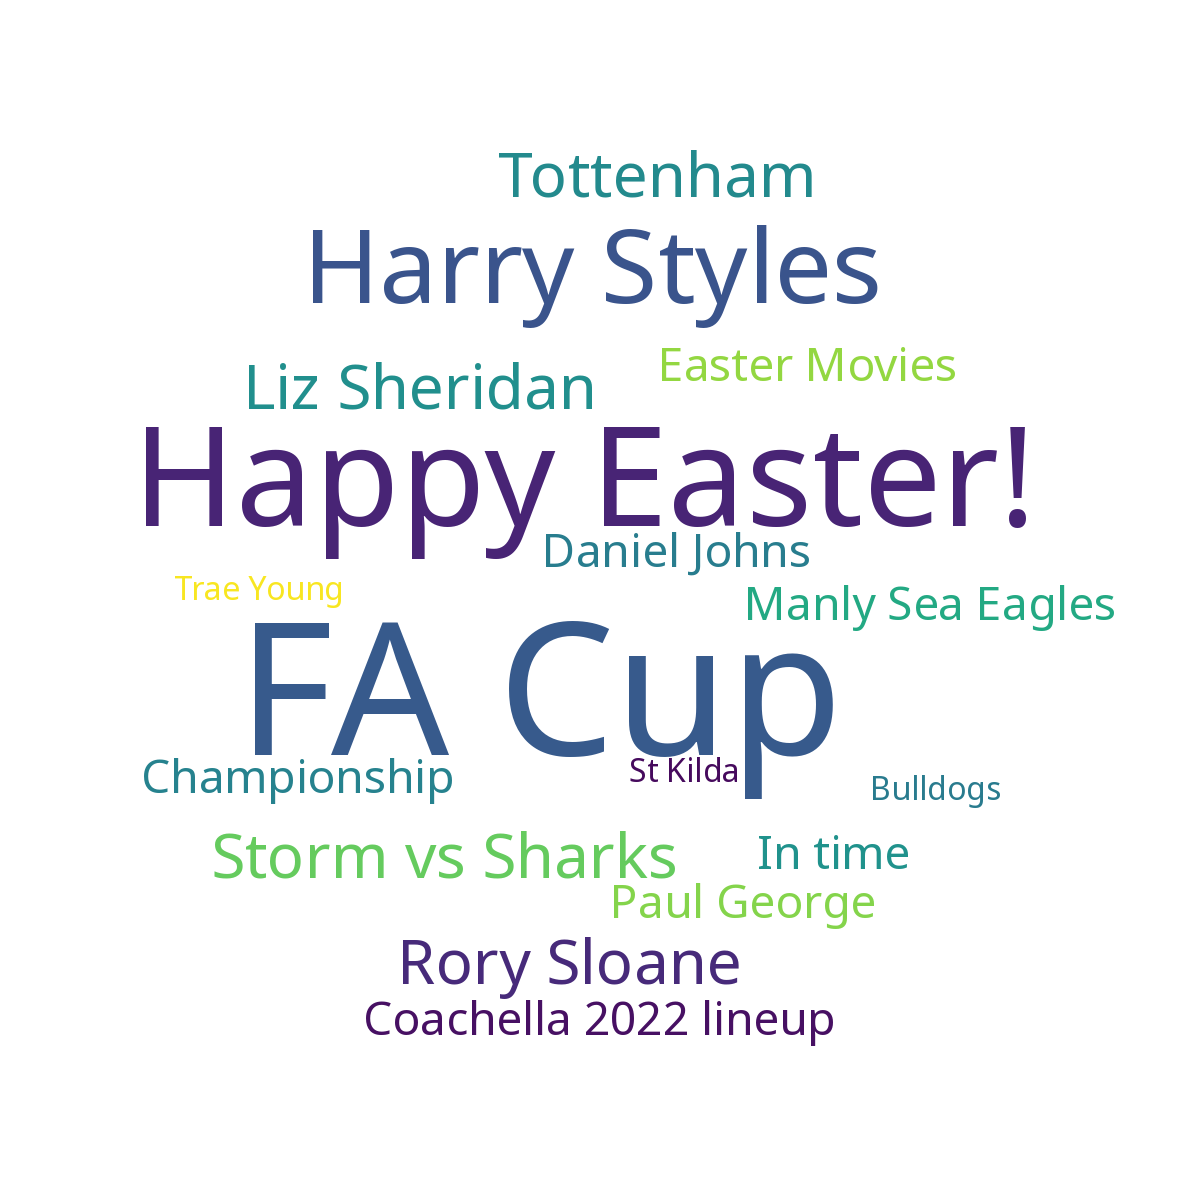 Tottenham
Harry Styles
Easter Movies
Liz Sheridan
Happy Easter!
Daniel Johns
Trae Young
Manly Sea Eagles
FA Cup
Championship
St Kilda
Bulldogs
Storm vs Sharks
In time
Paul George
Rory Sloane
Coachella 2022 lineup